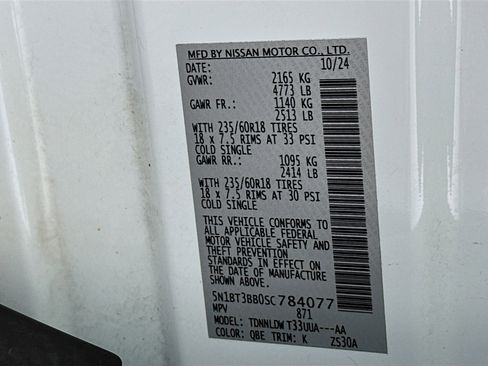 MFD BY NISSAN MOTOR CO., LTD.
DATE: 10/24
GVWR: 2165 KG
4773 LB
GAWR FR.: 1140 KG
2513 LB
WITH 235/60R18 TIRES
18 x 7.5 RIMS AT 33 PSI
COLD SINGLE
GAWR RR.: 1095 KG
2414 LB
WITH 235/60R18 TIRES
18 x 7.5 RIMS AT 30 PSI
COLD SINGLE
THIS VEHICLE CONFORMS TO
ALL APPLICABLE FEDERAL
MOTOR VEHICLE SAFETY AND
THEFT PREVENTION
STANDARDS IN EFFECT ON
THE DATE OF MANUFACTURE
SHOWN ABOVE.
5N1BT3BB0SC784077
MPV 871
MODEL: TDNNLDWT33UUA---AA
COLOR: QBE TRIM: K ZS30A